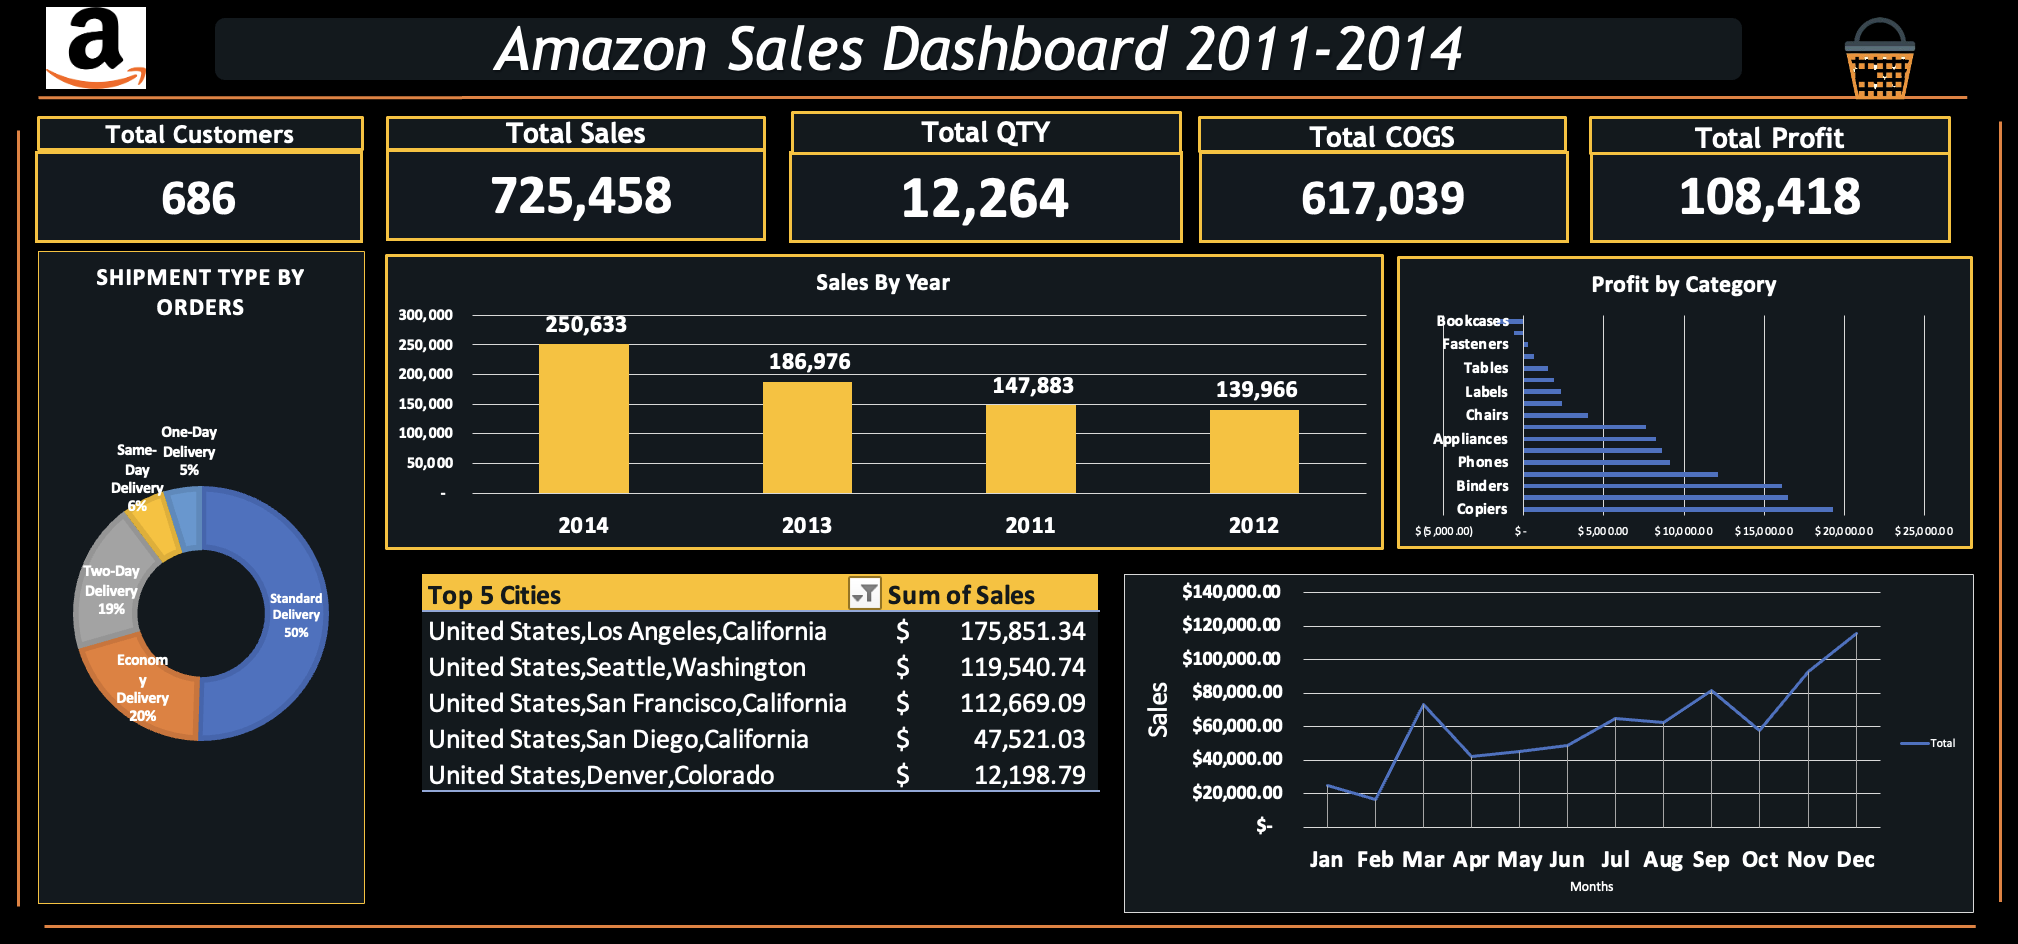 a
Amazon Sales Dashboard 2011-2014
Total Customers
686
Total Sales
725,458
Total QTY
12,264
Total COGS
617,039
Total Profit
108,418
SHIPMENT TYPE BY
ORDERS
One-Day
Delivery
5%
Same-
Day
Delivery
6%
Two-Day
Delivery
19%
Standard
Delivery
50%
Econom
y
Delivery
20%
Sales By Year
300,000
250,000
200,000
150,000
100,000
50,000
-
250,633
186,976
147,883
139,966
2014
2013
2011
2012
Profit by Category
Bookcases
Fasteners
Tables
Labels
Chairs
Appliances
Phones
Binders
Copiers
$(5,000.00)
$-
$5,000.00
$10,000.00
$15,000.00
$20,000.00
$25,000.00
Top 5 Cities Sum of Sales
United States,Los Angeles,California $ 175,851.34
United States,Seattle,Washington $ 119,540.74
United States,San Francisco,California $ 112,669.09
United States,San Diego,California $ 47,521.03
United States,Denver,Colorado $ 12,198.79
Sales
$140,000.00
$120,000.00
$100,000.00
$80,000.00
$60,000.00
$40,000.00
$20,000.00
$-
Jan Feb Mar Apr May Jun Jul Aug Sep Oct Nov Dec
Months
Total